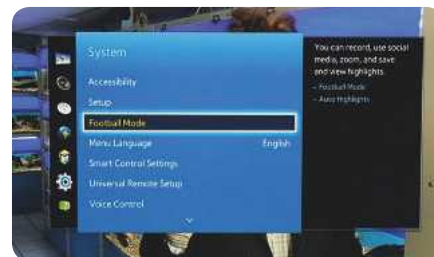 System
Accessibility
Setup
Football Mode
Menu Language English
Smart Control Settings
Universal Remote Setup
Voice Control
You can record, use social
media, zoom, and save
and view highlights.
- Football Mode
- Auto Highlights